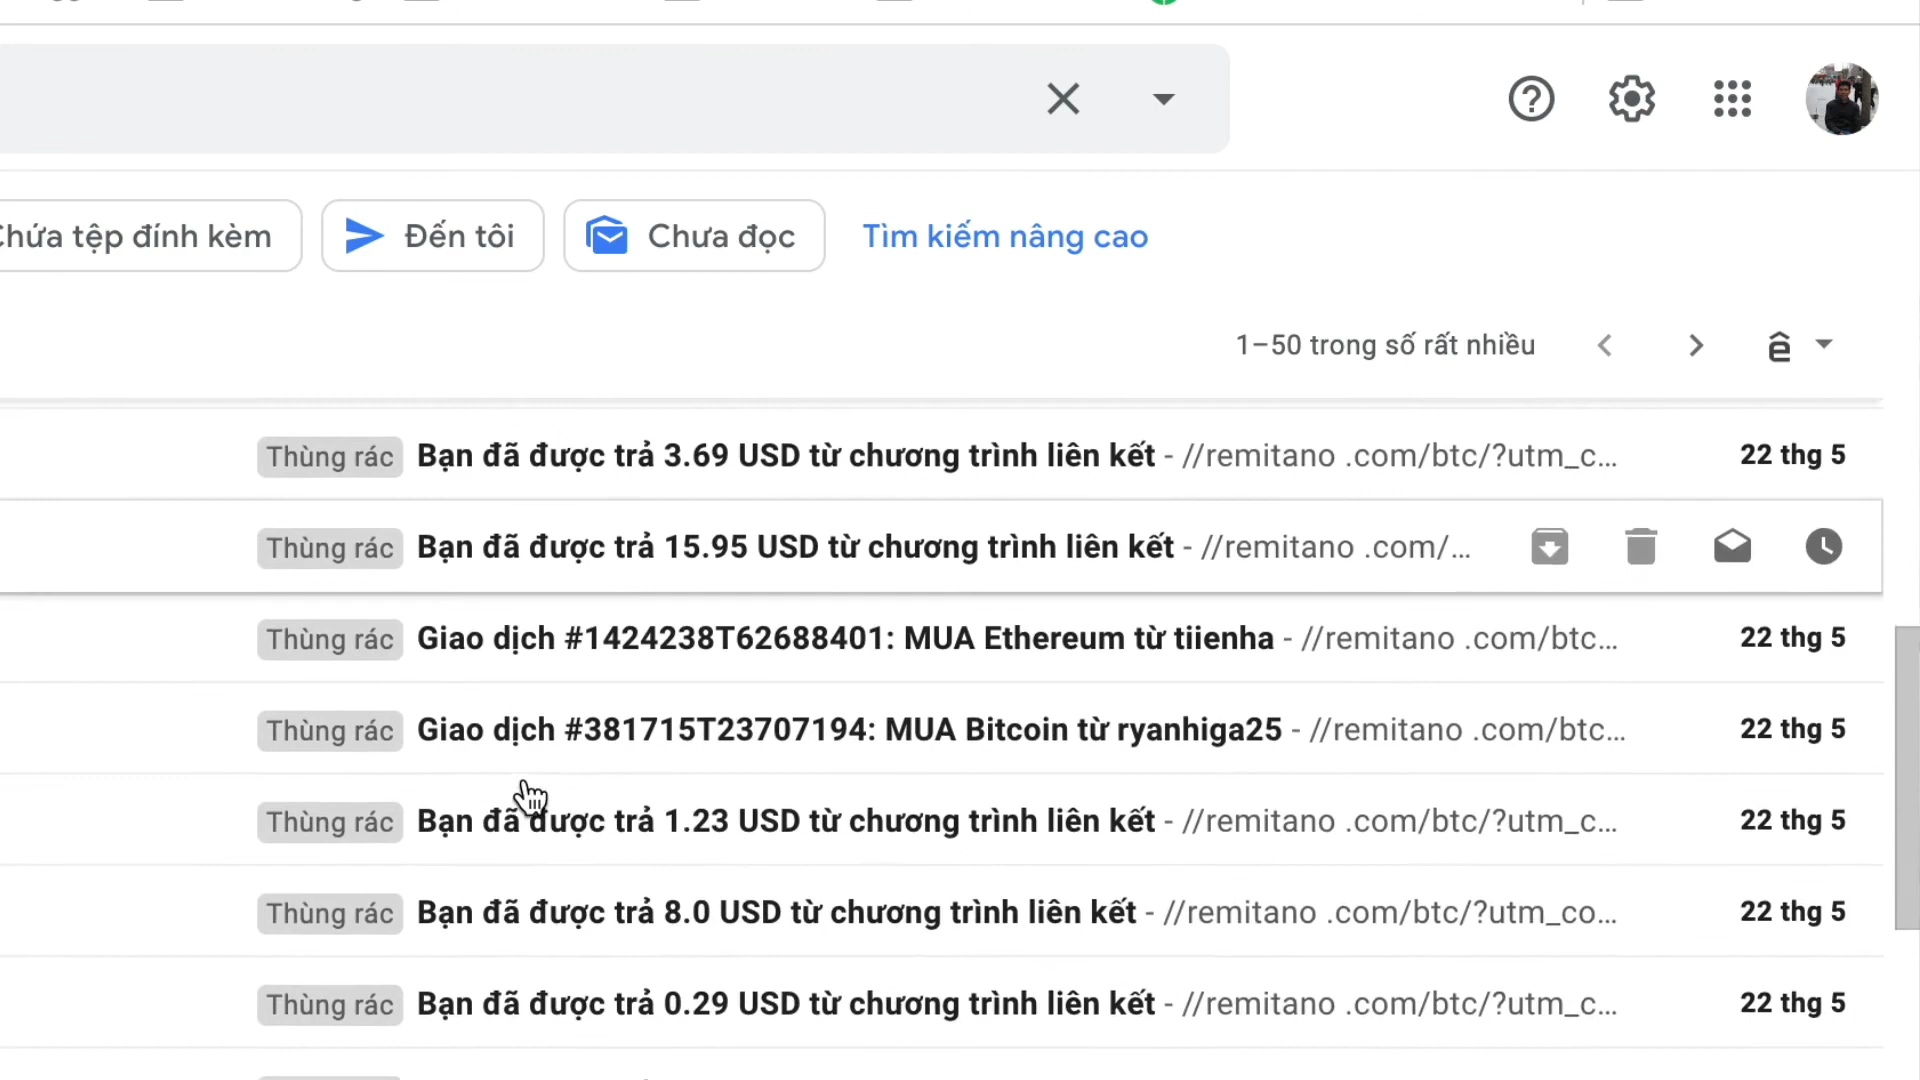 Chứa tệp đính kèm
Đến tôi
Chưa đọc
Tìm kiếm nâng cao
1–50 trong số rất nhiều
ê
Thùng rác Bạn đã được trả 3.69 USD từ chương trình liên kết - //remitano .com/btc/?utm_c... 22 thg 5
Thùng rác Bạn đã được trả 15.95 USD từ chương trình liên kết - //remitano .com/...
Thùng rác Giao dịch #1424238T62688401: MUA Ethereum từ tiienha - //remitano .com/btc... 22 thg 5
Thùng rác Giao dịch #381715T23707194: MUA Bitcoin từ ryanhiga25 - //remitano .com/btc... 22 thg 5
Thùng rác Bạn đã được trả 1.23 USD từ chương trình liên kết - //remitano .com/btc/?utm_c... 22 thg 5
Thùng rác Bạn đã được trả 8.0 USD từ chương trình liên kết - //remitano .com/btc/?utm_co... 22 thg 5
Thùng rác Bạn đã được trả 0.29 USD từ chương trình liên kết - //remitano .com/btc/?utm_c... 22 thg 5